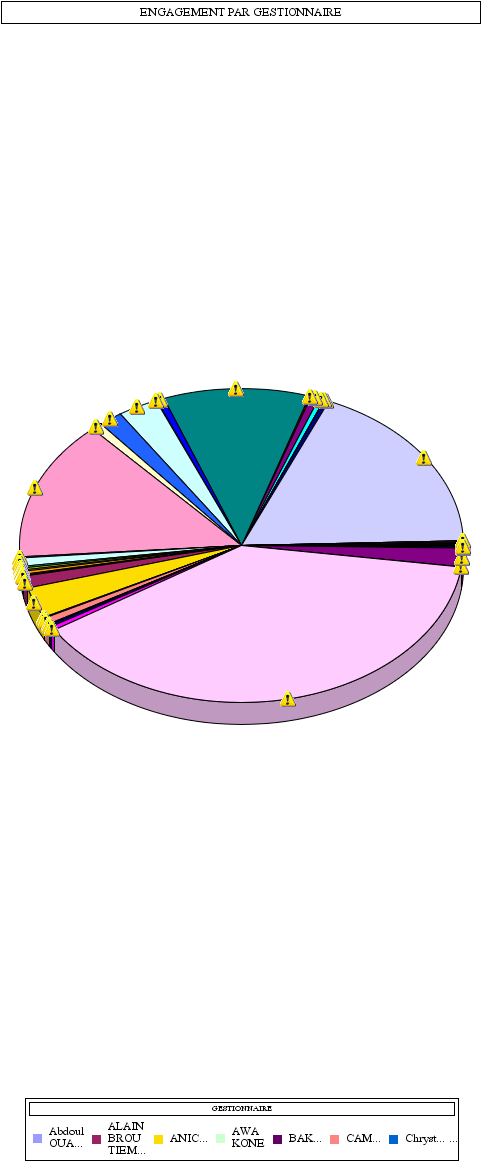 ENGAGEMENT PAR GESTIONNAIRE
GESTIONNAIRE
Abdoul
OUA...
ALAIN
BROU
TIEM...
ANIC...
AWA
KONE
BAK...
CAM...
Chryst... ...